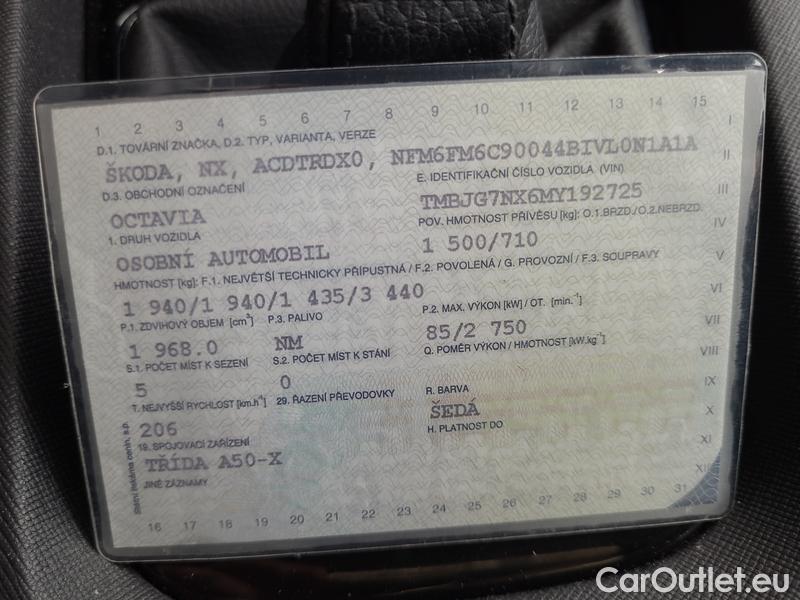 1 2 3 4 5 6 7 8 9 10 11 12 13 14 15
D.1. TOVÁRNÍ ZNAČKA, D.2. TYP, VARIANTA, VERZE I
ŠKODA, NX, ACDTRDX0, NFM6FM6C90044BIVL0N1A1A
D.3. OBCHODNÍ OZNAČENÍ E. IDENTIFIKAČNÍ ČÍSLO VOZIDLA (VIN) II
OCTAVIA TMBJG7NX6MY192725 III
1. DRUH VOZIDLA POV. HMOTNOST PŘÍVĚSU [kg]: O.1.BRZD./O.2.NEBRZD.
OSOBNÍ AUTOMOBIL 1 500/710 IV
HMOTNOST [kg]: F.1. NEJVĚTŠÍ TECHNICKY PŘÍPUSTNÁ / F.2. POVOLENÁ / G. PROVOZNÍ / F.3. SOUPRAVY V
1 940/1 940/1 435/3 440 VI
P.1. ZDVIHOVÝ OBJEM [cm³] P.3. PALIVO P.2. MAX. VÝKON [kW] / OT. [min.⁻¹]
1 968.0 NM 85/2 750 VII
S.1. POČET MÍST K SEZENÍ S.2. POČET MÍST K STÁNÍ Q. POMĚR VÝKON / HMOTNOST [kW.kg⁻¹] VIII
5 0
T. NEJVYŠŠÍ RYCHLOST [km.h⁻¹] 29. ŘAZENÍ PŘEVODOVKY R. BARVA IX
206 ŠEDÁ X
19. SPOJOVACÍ ZAŘÍZENÍ H. PLATNOST DO
TŘÍDA A50-X XI
JINÉ ZÁZNAMY XII
16 17 18 19 20 21 22 23 24 25 26 27 28 29 30 31
Státní tiskárna cenin, s.p.
CarOutlet.eu